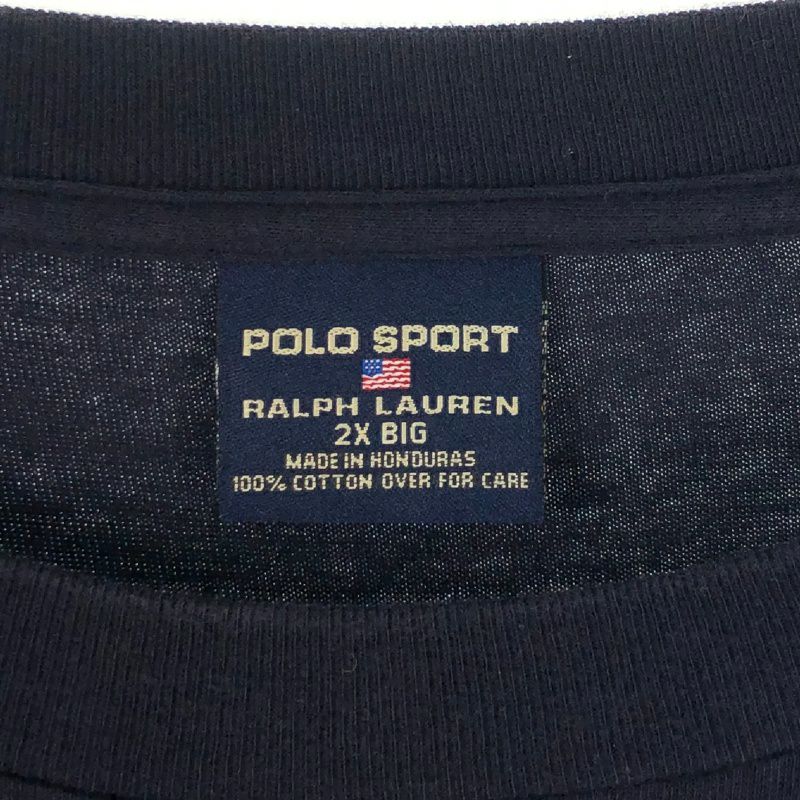 POLO SPORT
RALPH LAUREN
2X BIG
MADE IN HONDURAS
100% COTTON OVER FOR CARE